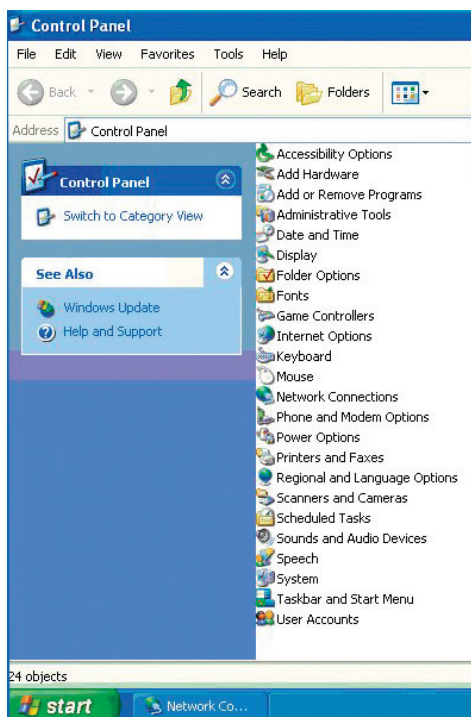 Control Panel
File Edit View Favorites Tools Help
Back Search Folders
Address Control Panel
Control Panel
Switch to Category View
See Also
Windows Update
Help and Support
Accessibility Options
Add Hardware
Add or Remove Programs
Administrative Tools
Date and Time
Display
Folder Options
Fonts
Game Controllers
Internet Options
Keyboard
Mouse
Network Connections
Phone and Modem Options
Power Options
Printers and Faxes
Regional and Language Options
Scanners and Cameras
Scheduled Tasks
Sounds and Audio Devices
Speech
System
Taskbar and Start Menu
User Accounts
24 objects
start Network Co...